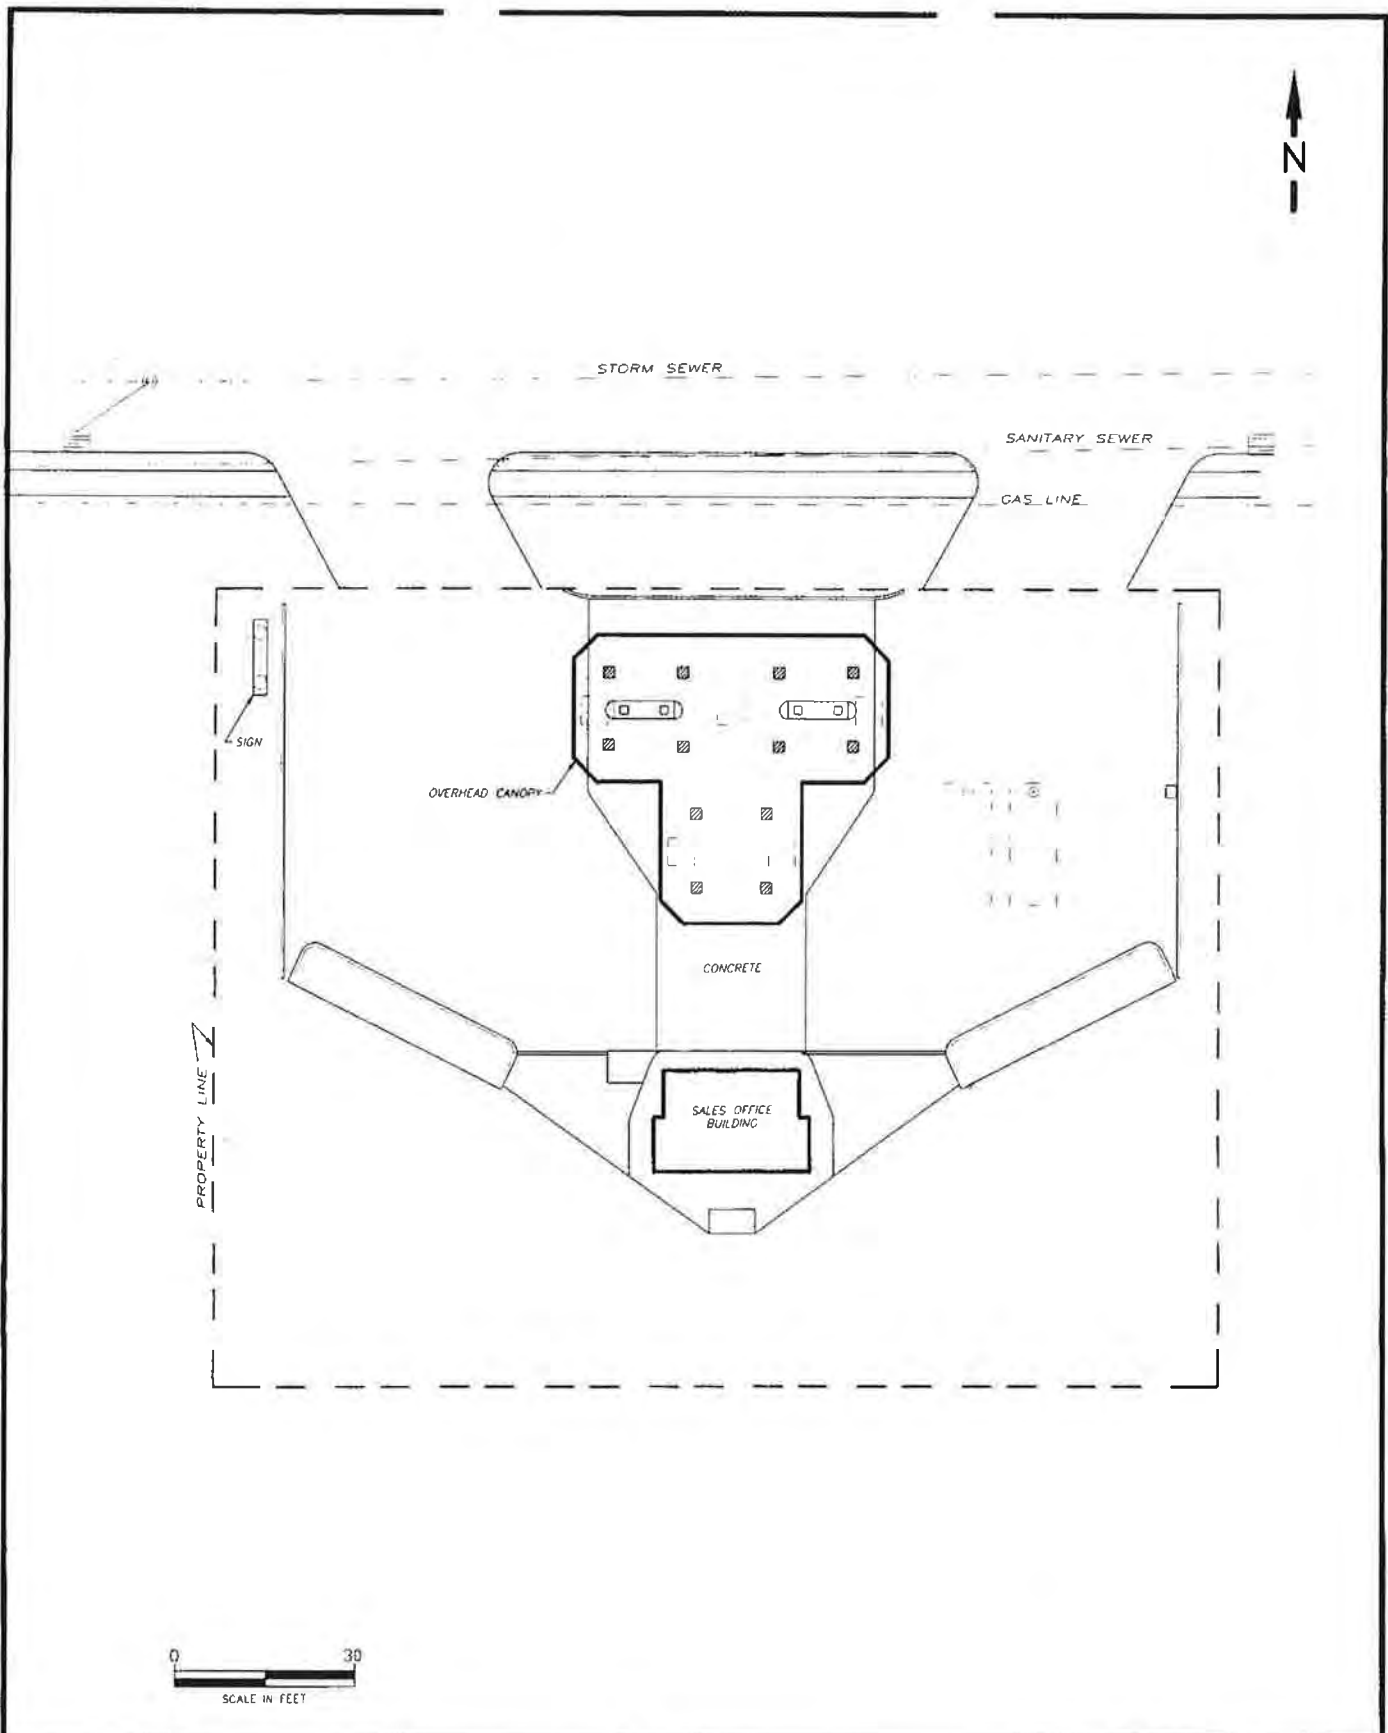 N
STORM SEWER
SANITARY SEWER
GAS LINE
SIGN
OVERHEAD CANOPY
CONCRETE
PROPERTY LINE
SALES OFFICE
BUILDING
0 30
SCALE IN FEET